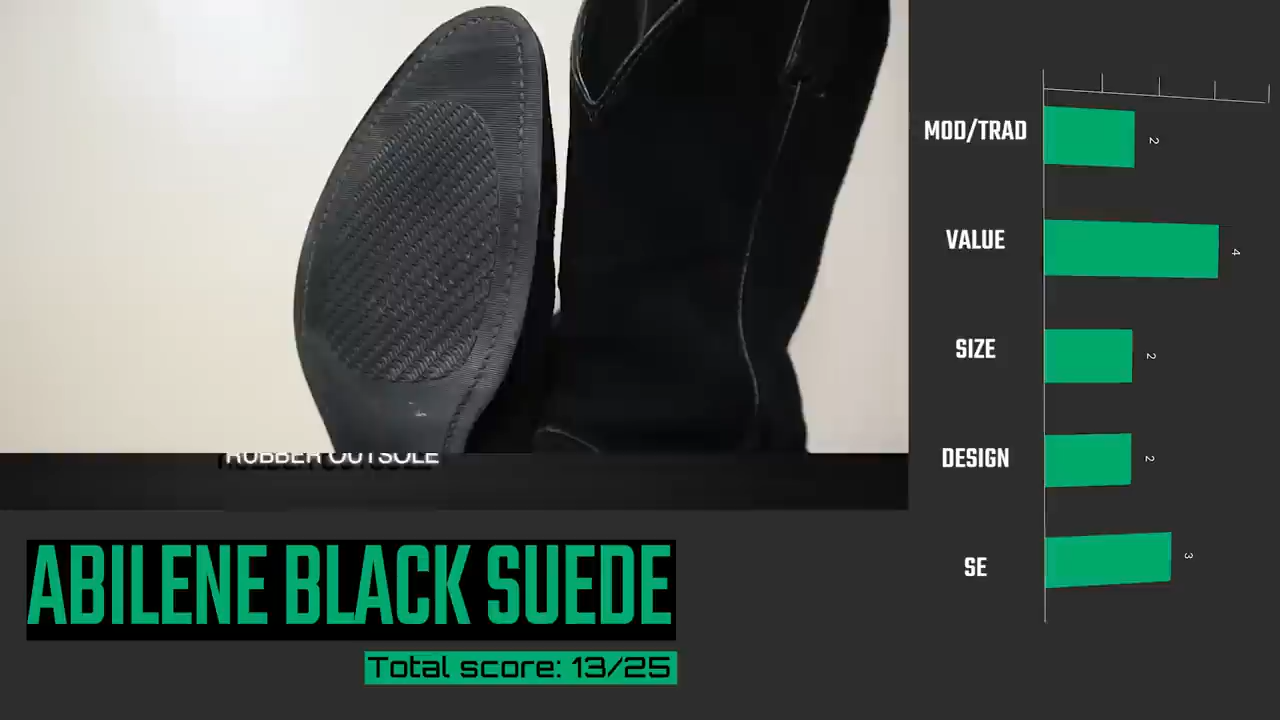 RUBBER OUTSOLE
ABILENE BLACK SUEDE
Total score: 13/25
MOD/TRAD 2
VALUE 4
SIZE 2
DESIGN 2
SE 3